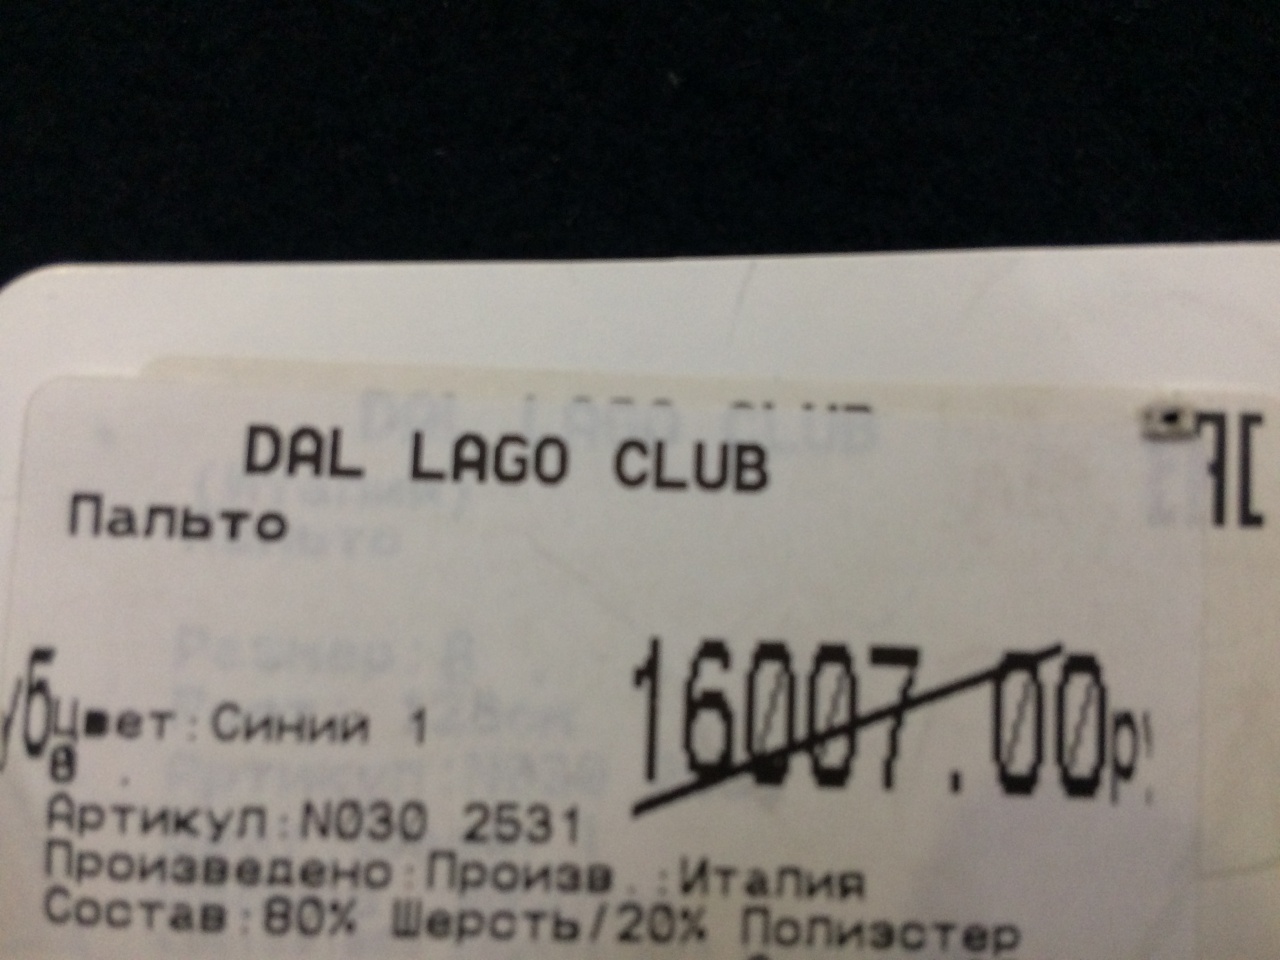 DAL LAGO CLUB
Пальто
16007.00р
Цвет:Синий 1
Артикул:N030 2531
Произведено:Произв.:Италия
Состав:80% Шерсть/20% Полиэстер